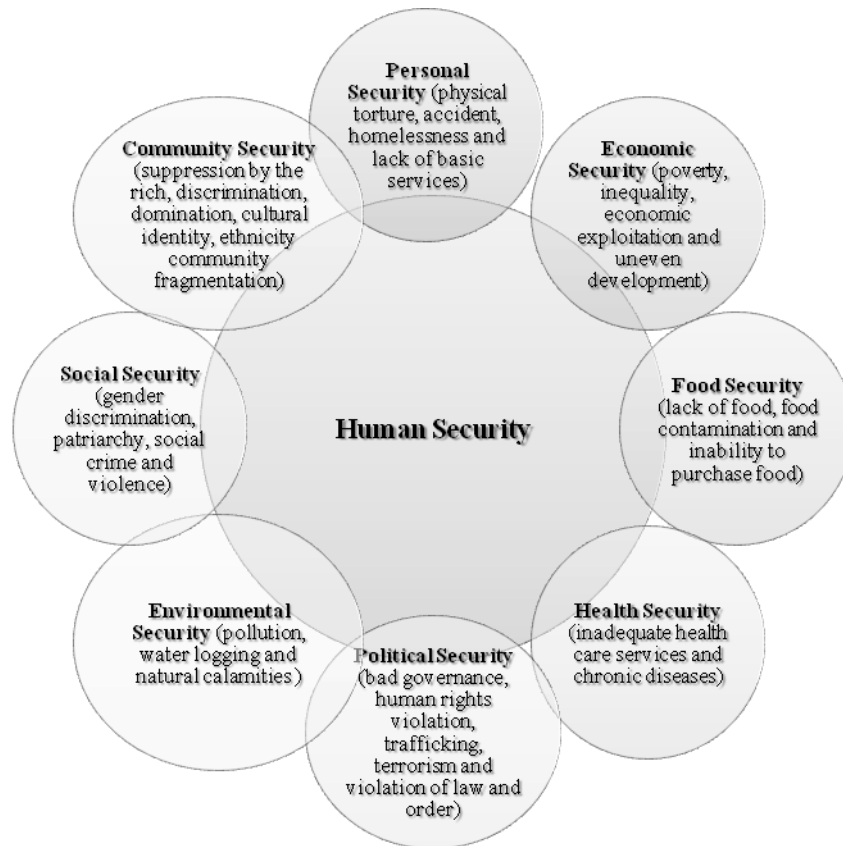 Personal
Security (physical
torture, accident,
homelessness and
lack of basic
services)
Economic
Security (poverty,
inequality,
economic
exploitation and
uneven
development)
Food Security
(lack of food, food
contamination and
inability to
purchase food)
Health Security
(inadequate health
care services and
chronic diseases)
Political Security
(bad governance,
human rights
violation,
trafficking,
terrorism and
violation of law and
order)
Environmental
Security (pollution,
water logging and
natural calamities)
Social Security
(gender
discrimination,
patriarchy, social
crime and
violence)
Community Security
(suppression by the
rich, discrimination,
domination, cultural
identity, ethnicity
community
fragmentation)
Human Security